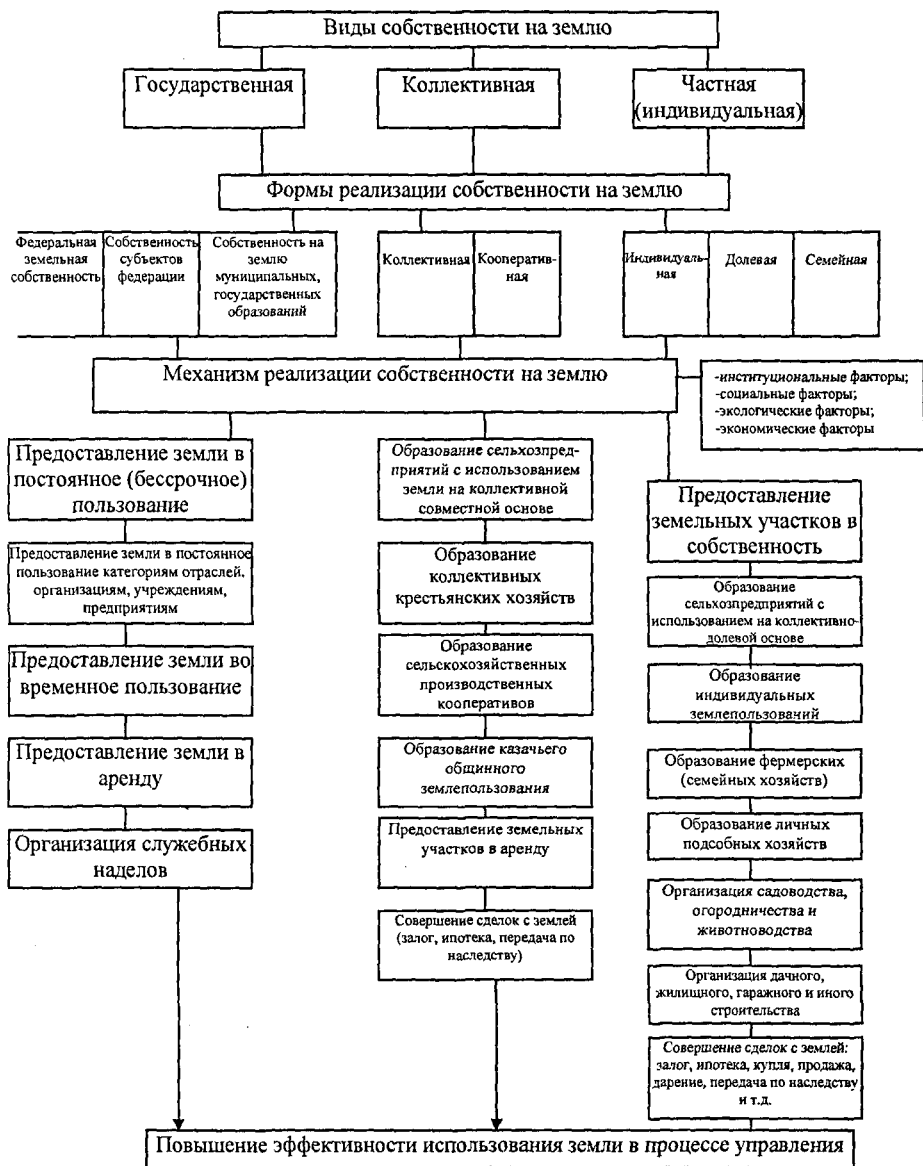 Виды собственности на землю
Государственная
Коллективная
Частная
(индивидуальная)
Формы реализации собственности на землю
Федеральная
земельная
собственность
Собственность
субъектов
федерации
Собственность на
землю
муниципальных,
государственных
образований
Коллективная
Кооператив-
ная
Индивидуаль-
ная
Долевая
Семейная
Механизм реализации собственности на землю
-институциональные факторы;
-социальные факторы;
-экологические факторы;
-экономические факторы
Предоставление земли в
постоянное (бессрочное)
пользование
Предоставление земли в постоянное
пользование категориям отраслей,
организациям, учреждениям,
предприятиям
Предоставление земли во
временное пользование
Предоставление земли в
аренду
Организация служебных
наделов
Образование сельхозпред-
приятий с использованием
земли на коллективной
совместной основе
Образование
коллективных
крестьянских хозяйств
Образование
сельскохозяйственных
производственных
кооперативов
Образование казачьего
общинного
землепользования
Предоставление земельных
участков в аренду
Совершение сделок с землей
(залог, ипотека, передача по
наследству)
Предоставление
земельных участков в
собственность
Образование
сельхозпредприятий с
использованием на коллективно-
долевой основе
Образование
индивидуальных
землепользований
Образование фермерских
(семейных хозяйств)
Образование личных
подсобных хозяйств
Организация садоводства,
огородничества и
животноводства
Организация дачного,
жилищного, гаражного и иного
строительства
Совершение сделок с землей:
залог, ипотека, купля, продажа,
дарение, передача по наследству
и т.д.
Повышение эффективности использования земли в процессе управления